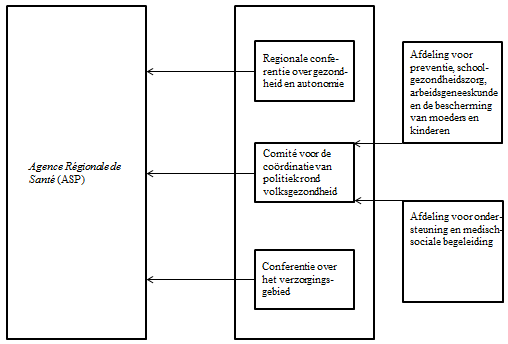 Agence Régionale de
Santé (ASP)
Regionale confe-
rentie over gezond-
heid en autonomie
Comité voor de
coördinatie van
politiek rond
volksgezondheid
Conferentie over
het verzorgings-
gebied
Afdeling voor
preventie, school-
gezondheidszorg,
arbeidsgeneeskunde
en de bescherming
van moeders en
kinderen
Afdeling voor onder-
steuning en medisch-
sociale begeleiding